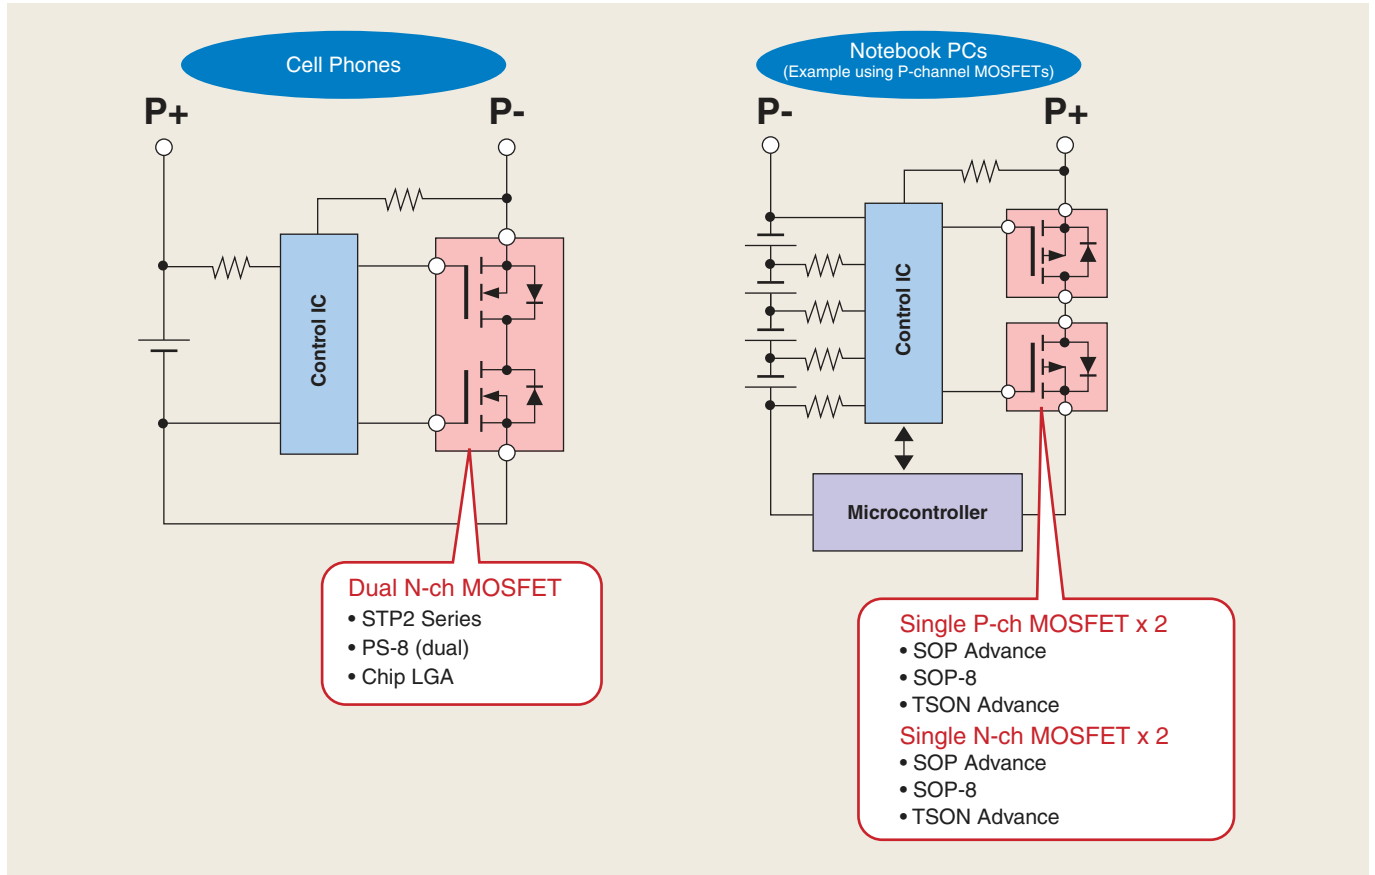 Cell Phones
P+
P-
Control IC
Dual N-ch MOSFET
• STP2 Series
• PS-8 (dual)
• Chip LGA
Notebook PCs
(Example using P-channel MOSFETs)
P-
P+
Control IC
Microcontroller
Single P-ch MOSFET x 2
• SOP Advance
• SOP-8
• TSON Advance
Single N-ch MOSFET x 2
• SOP Advance
• SOP-8
• TSON Advance